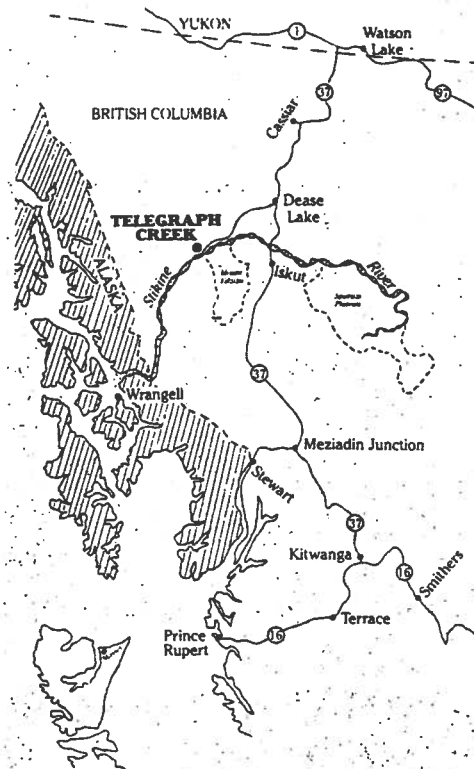 YUKON
1
Watson
Lake
BRITISH COLUMBIA
37
97
Cassiar
Dease
Lake
TELEGRAPH
CREEK
ALASKA
Stikine
River
Iskut
37
Wrangell
Meziadin Junction
Stewart
37
Kitwanga
16
Smithers
Prince
Rupert
16
Terrace